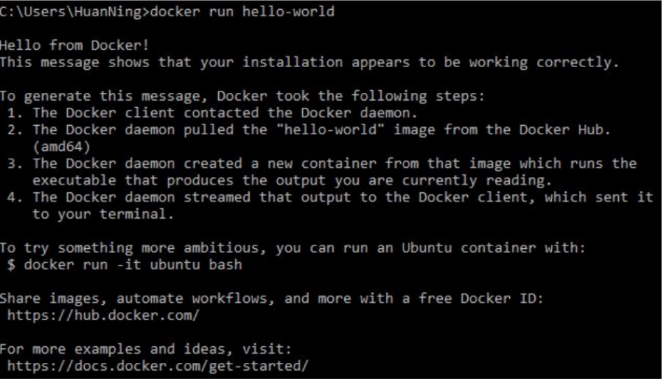 C:\Users\HuanNing>docker run hello-world
Hello from Docker!
This message shows that your installation appears to be working correctly.
To generate this message, Docker took the following steps:
1. The Docker client contacted the Docker daemon.
2. The Docker daemon pulled the "hello-world" image from the Docker Hub.
(amd64)
3. The Docker daemon created a new container from that image which runs the
executable that produces the output you are currently reading.
4. The Docker daemon streamed that output to the Docker client, which sent it
to your terminal.
To try something more ambitious, you can run an Ubuntu container with:
$ docker run -it ubuntu bash
Share images, automate workflows, and more with a free Docker ID:
https://hub.docker.com/
For more examples and ideas, visit:
https://docs.docker.com/get-started/